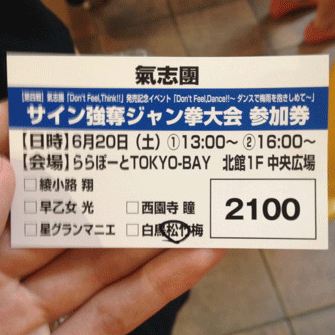 氣志團
【第四戦】 氣志團「Don't Feel,Think!!」発売記念イベント「Don't Feel,Dance!!〜 ダンスで梅雨を抱きしめて〜」
サイン強奪ジャン拳大会 参加券
【日時】6月20日（土）①13:00〜 ②16:00〜
【会場】ららぽーとTOKYO-BAY 北館1F 中央広場
□綾小路 翔
□早乙女 光 □西園寺 瞳
□星グランマニエ □白鳥松竹梅
2100